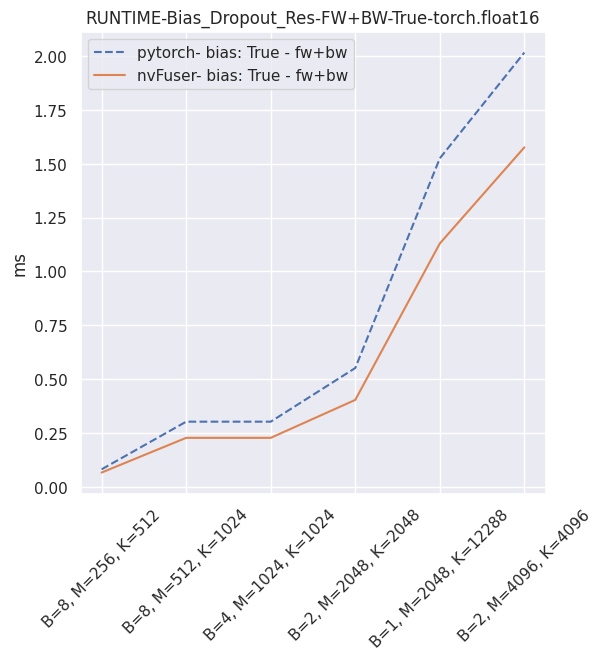 RUNTIME-Bias_Dropout_Res-FW+BW-True-torch.float16
pytorch- bias: True - fw+bw
nvFuser- bias: True - fw+bw
2.00
1.75
1.50
1.25
1.00
0.75
0.50
0.25
0.00
ms
B=8, M=256, K=512
B=8, M=512, K=1024
B=4, M=1024, K=1024
B=2, M=2048, K=2048
B=1, M=2048, K=12288
B=2, M=4096, K=4096